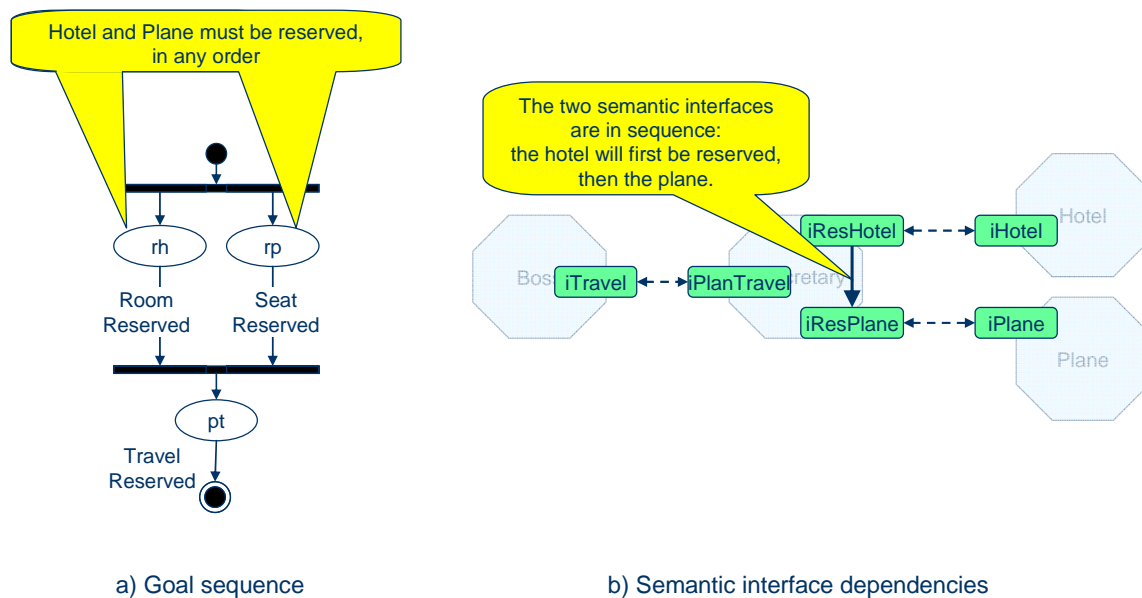 Hotel and Plane must be reserved,
in any order
rh
rp
Room
Reserved
Seat
Reserved
pt
Travel
Reserved
a) Goal sequence
The two semantic interfaces
are in sequence:
the hotel will first be reserved,
then the plane.
Hotel
iResHotel
iHotel
Bos
iTravel
iPlanTravel
cretary
iResPlane
iPlane
Plane
b) Semantic interface dependencies